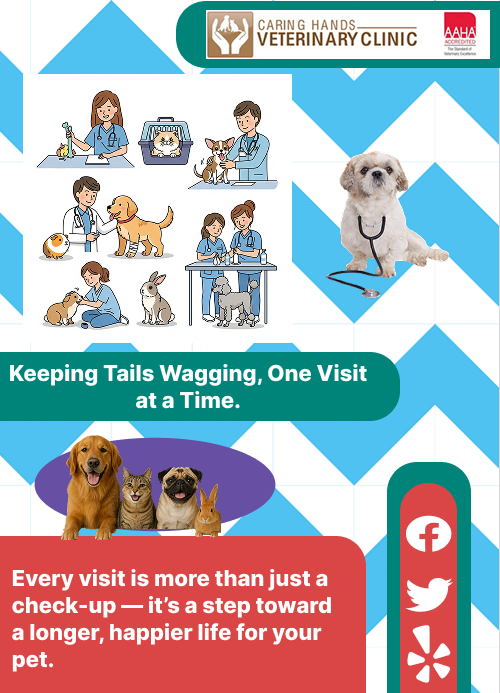 CARING HANDS
VETERINARY CLINIC
AAHA
ACCREDITED
The Standard of
Veterinary Excellence
Keeping Tails Wagging, One Visit
at a Time.
Every visit is more than just a
check-up — it’s a step toward
a longer, happier life for your
pet.